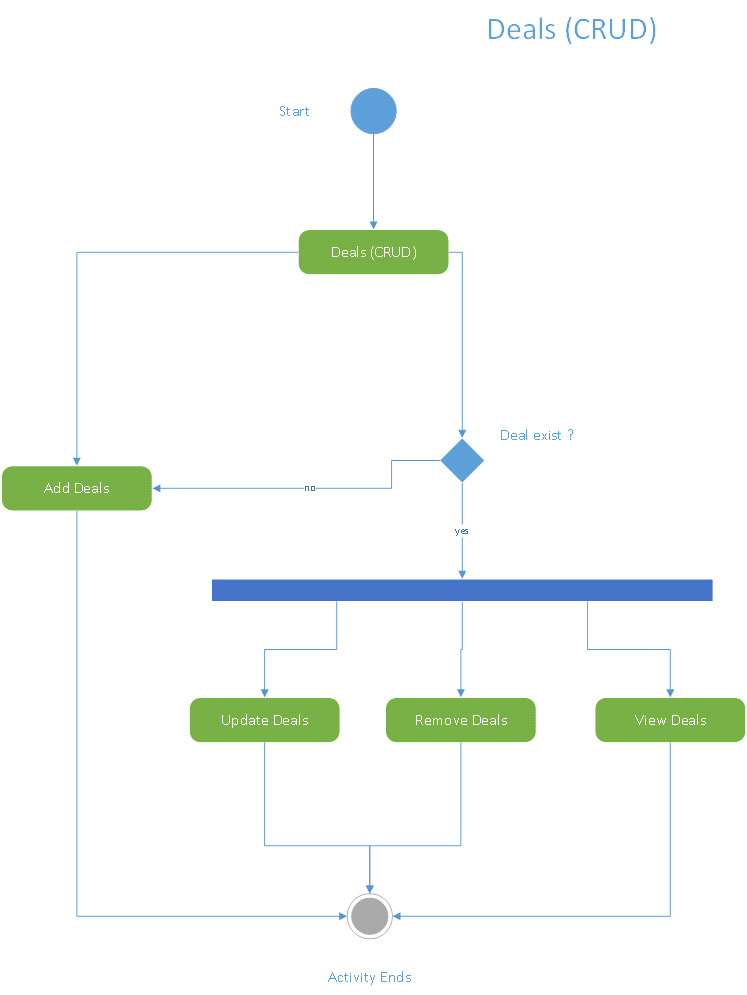 Deals (CRUD)
Start
Deals (CRUD)
Deal exist ?
Add Deals
no
yes
Update Deals
Remove Deals
View Deals
Activity Ends